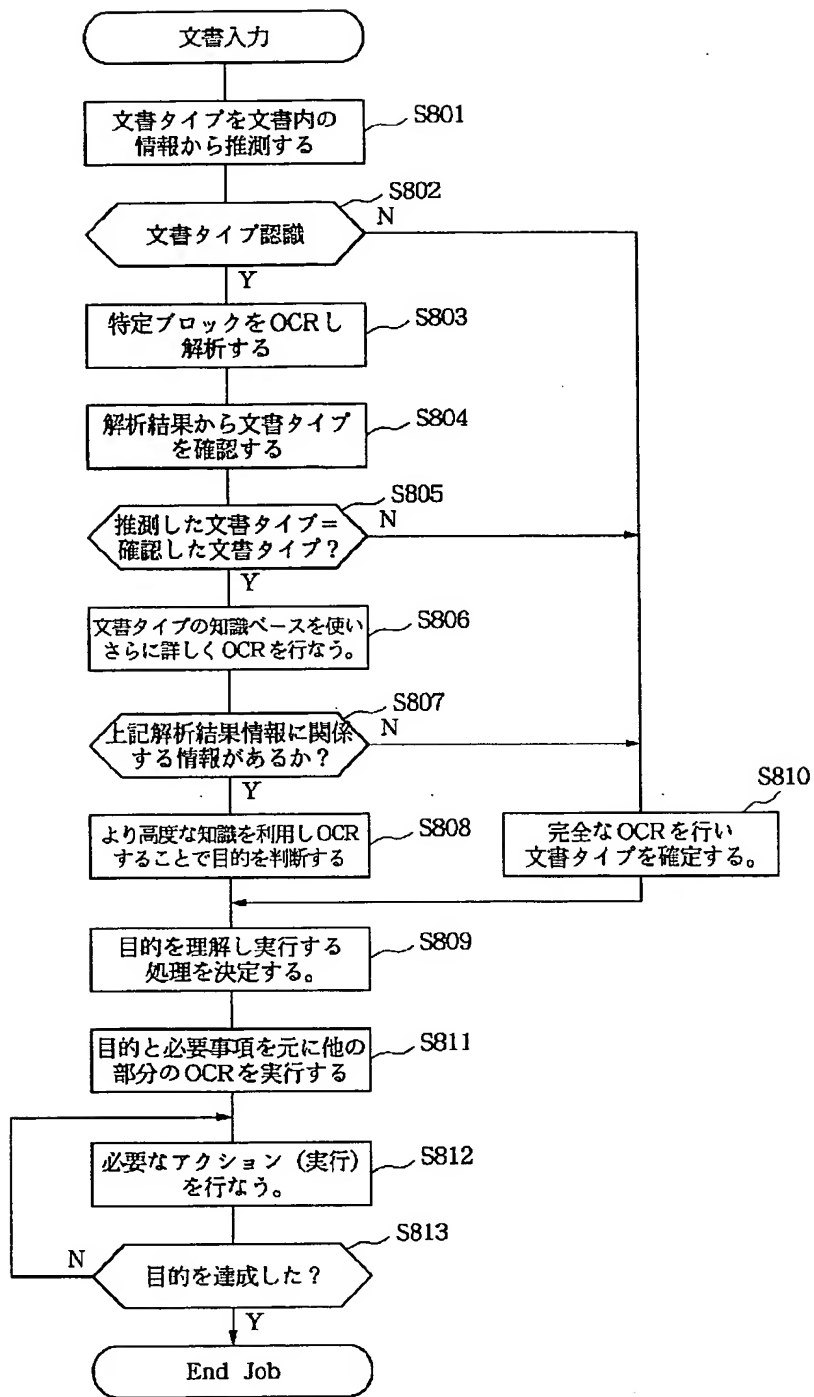 文書入力
文書タイプを文書内の
情報から推測する
S801
S802
文書タイプ認識
N
Y
特定ブロックをOCRし
解析する
S803
解析結果から文書タイプ
を確認する
S804
S805
推測した文書タイプ=
確認した文書タイプ?
N
Y
文書タイプの知識ベースを使い
さらに詳しくOCRを行なう。
S806
S807
上記解析結果情報に関係
する情報があるか?
N
Y
S810
より高度な知識を利用しOCR
することで目的を判断する
S808
完全なOCRを行い
文書タイプを確定する。
目的を理解し実行する
処理を決定する。
S809
目的と必要事項を元に他の
部分のOCRを実行する
S811
必要なアクション(実行)
を行なう。
S812
S813
N
目的を達成した?
Y
End Job